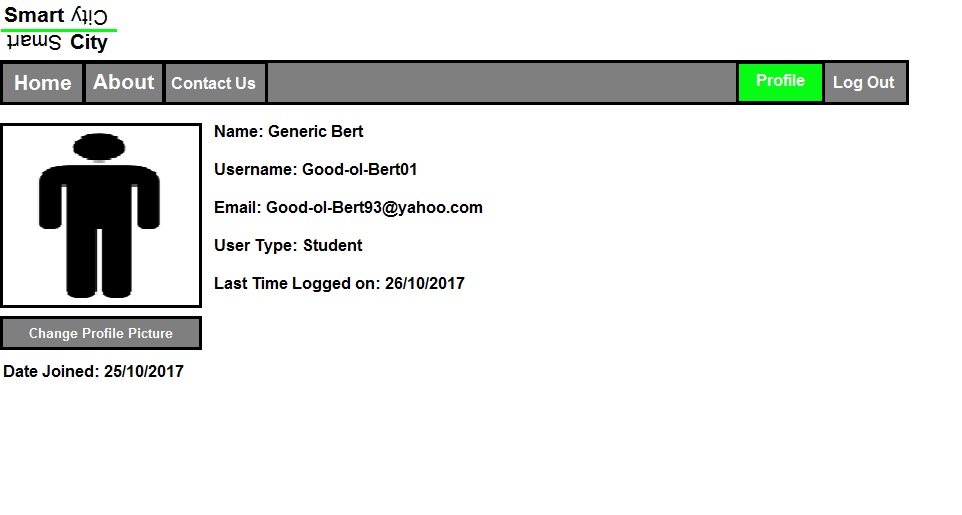 Smart City
Smart City
Home About Contact Us Profile Log Out
Name: Generic Bert
Username: Good-ol-Bert01
Email: Good-ol-Bert93@yahoo.com
User Type: Student
Last Time Logged on: 26/10/2017
Change Profile Picture
Date Joined: 25/10/2017